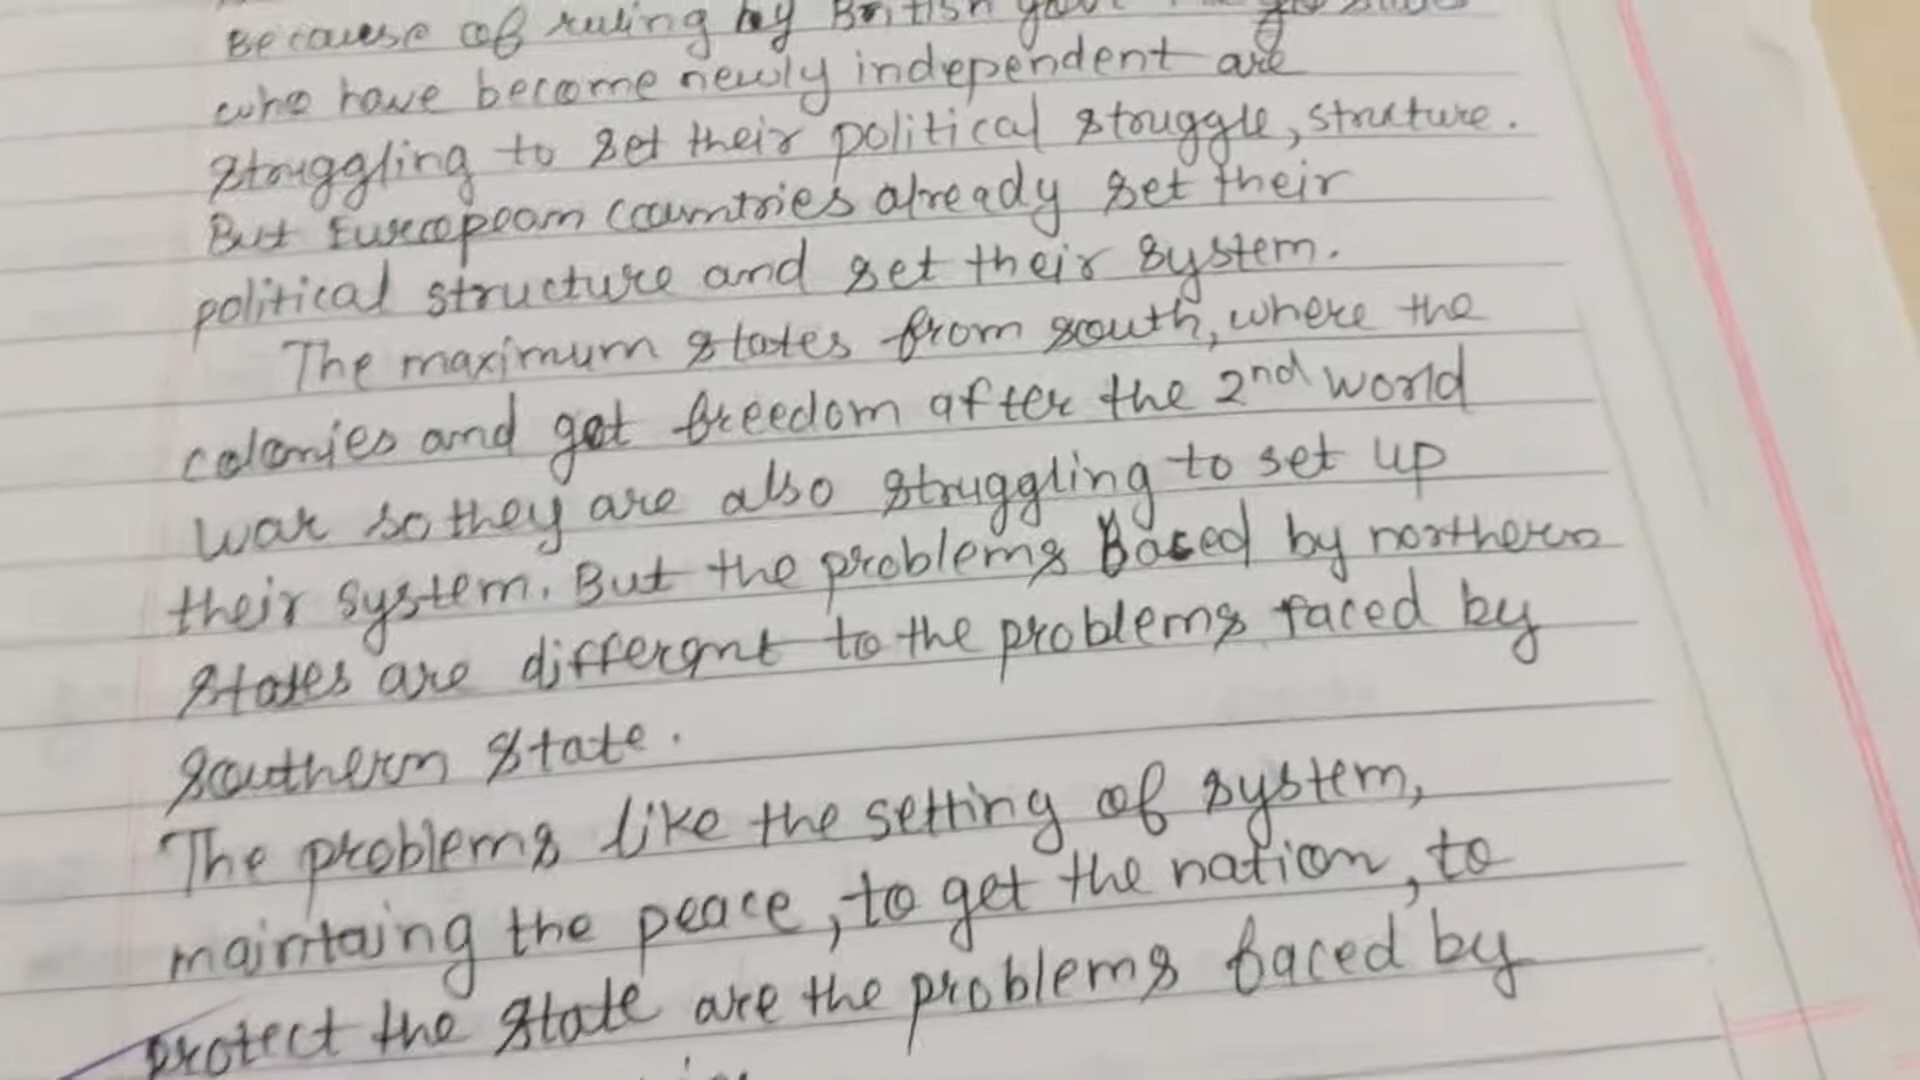 Because of ruling by British
who have become newly independent are
struggling to set their political struggle, struture.
But European countries already set their
political structure and set their system.
The maximum states from south, where the
colonies and got freedom after the 2nd world
war so they are also struggling to set up
their system. But the problems Baced by northern
states are differont to the problems faced by
southern state.
The problems like the setting of system,
maintaing the peace, to get the nation, to
protect the state are the problems faced by